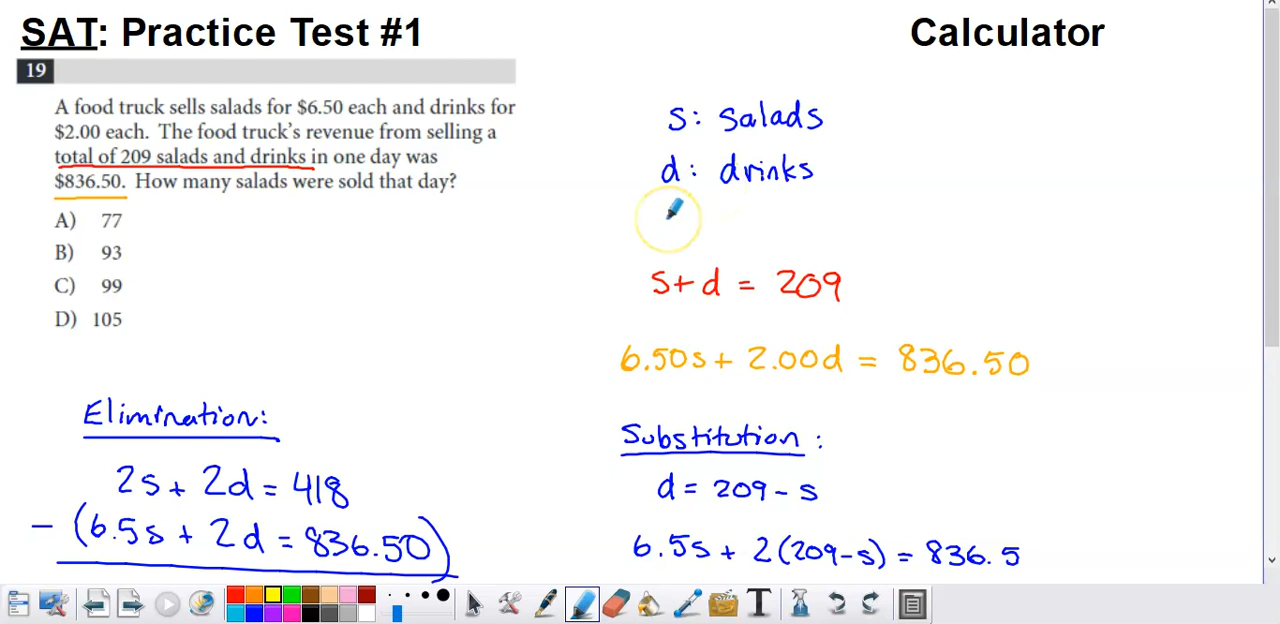 SAT: Practice Test #1
Calculator
19
A food truck sells salads for $6.50 each and drinks for
$2.00 each. The food truck's revenue from selling a
total of 209 salads and drinks in one day was
$836.50. How many salads were sold that day?
A) 77
B) 93
C) 99
D) 105
s: salads
d: drinks
s+d = 209
6.50s + 2.00d = 836.50
Elimination:
2s + 2d = 418
- (6.5s + 2d = 836.50)
Substitution:
d = 209 - s
6.5s + 2(209-s) = 836.5
T